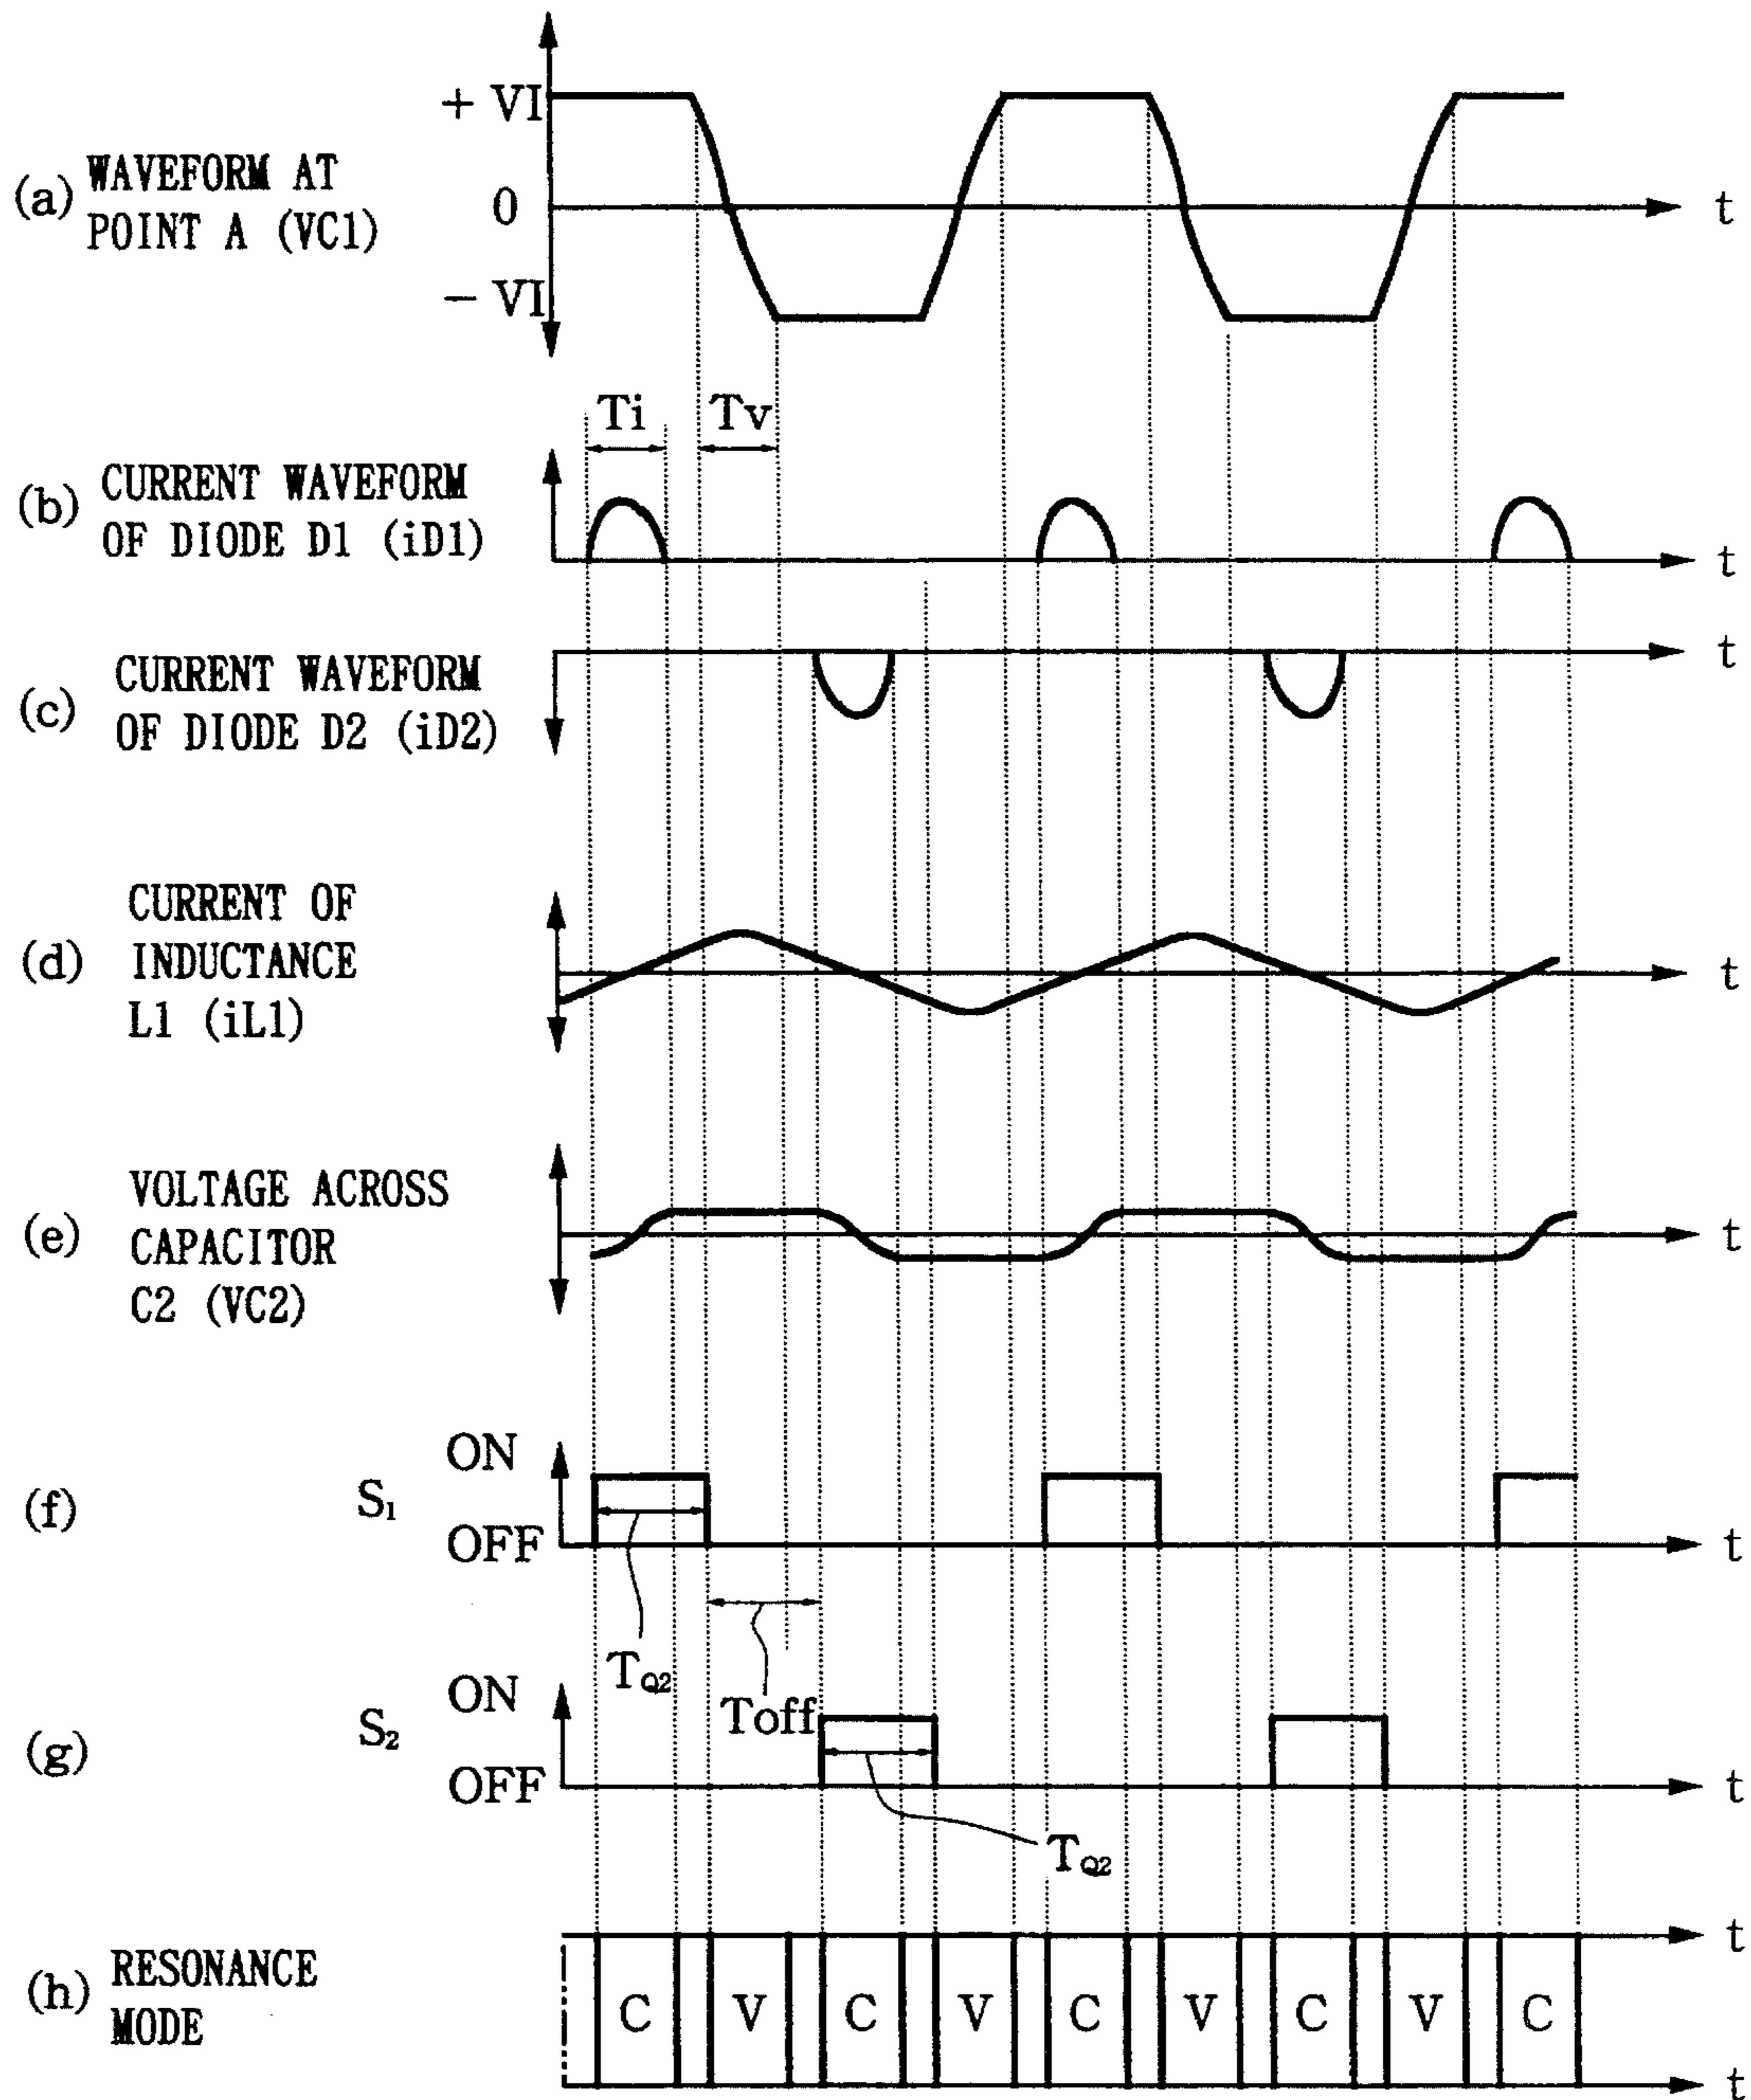 + VI
(a) WAVEFORM AT
POINT A (VC1)
0
t
- VI
Ti
Tv
(b) CURRENT WAVEFORM
OF DIODE D1 (iD1)
t
(c) CURRENT WAVEFORM
OF DIODE D2 (iD2)
t
(d) CURRENT OF
INDUCTANCE
L1 (iL1)
t
(e) VOLTAGE ACROSS
CAPACITOR
C2 (VC2)
t
(f) S1
ON
OFF
t
TQ2
Toff
(g) S2
ON
OFF
t
TQ2
(h) RESONANCE
MODE
t
C V C V C V C V C
t